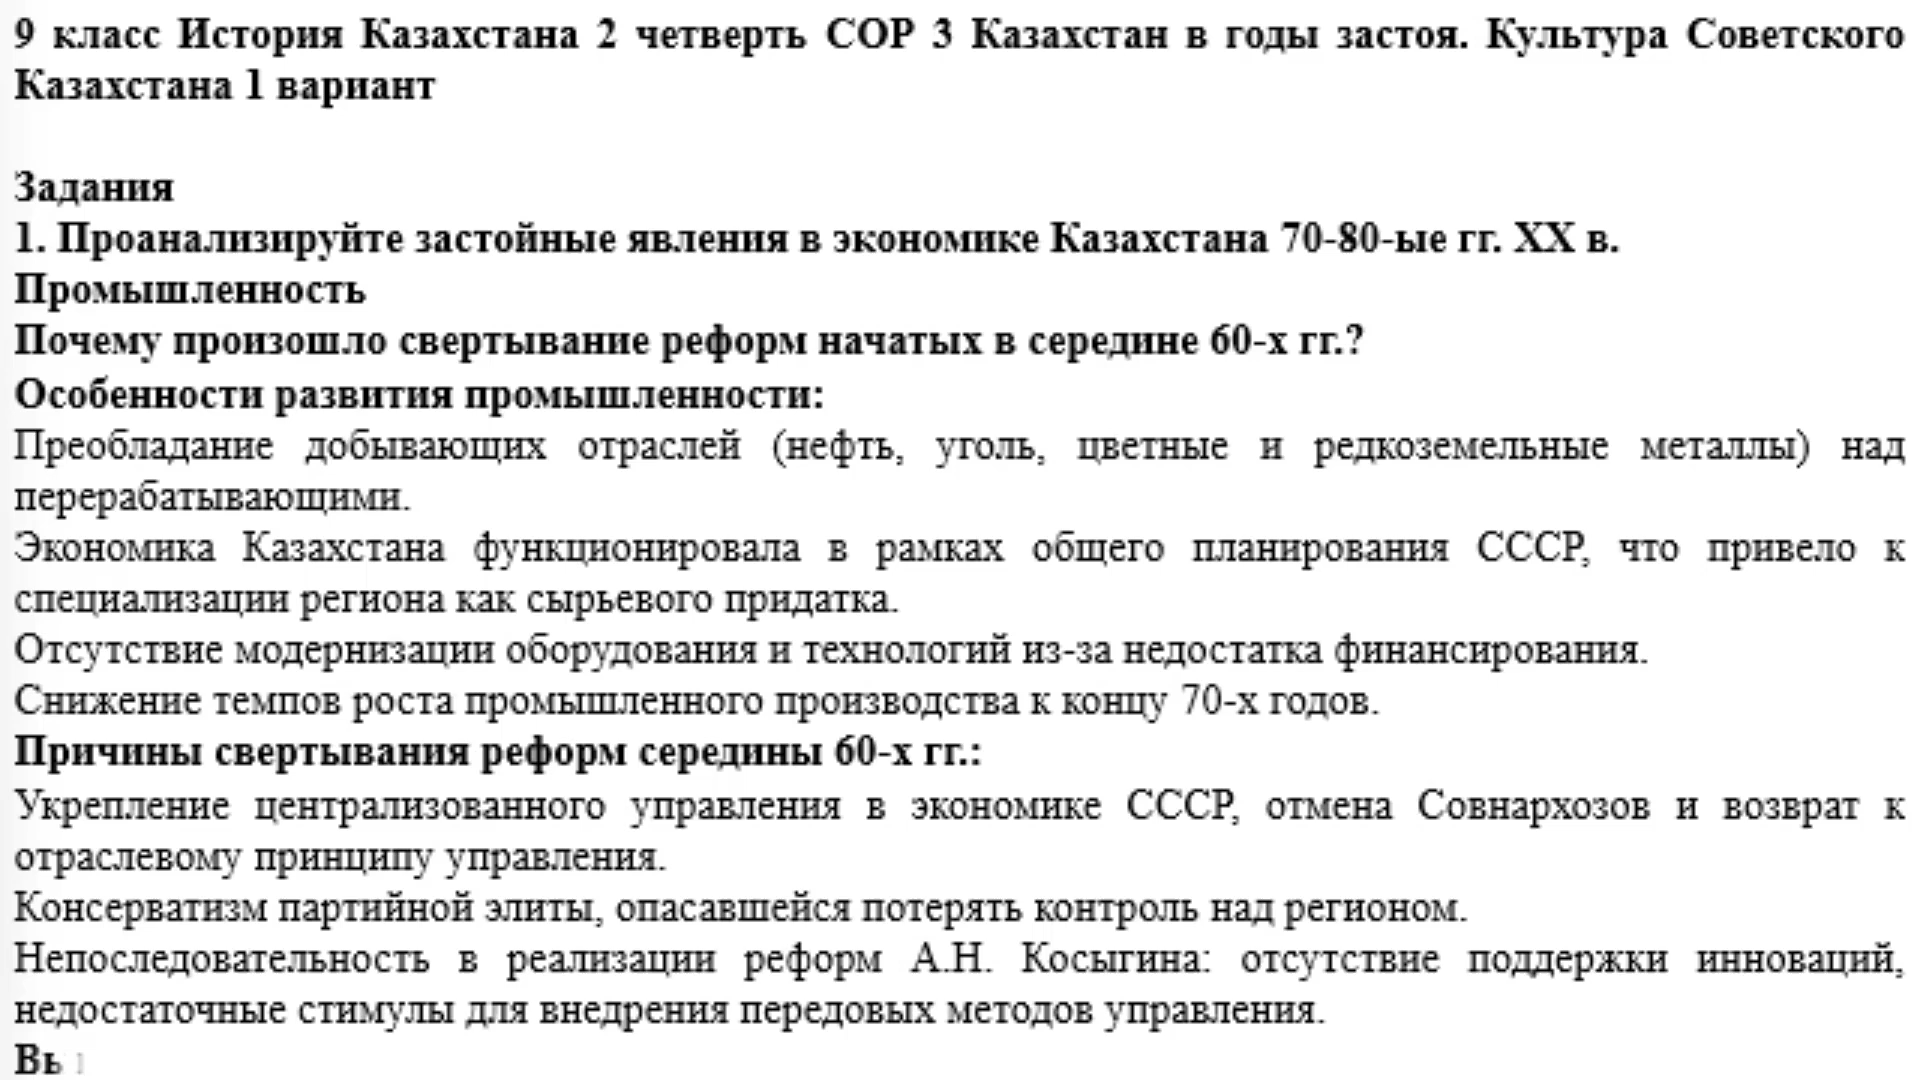 9 класс История Казахстана 2 четверть СОР 3 Казахстан в годы застоя. Культура Советского
Казахстана 1 вариант
Задания
1. Проанализируйте застойные явления в экономике Казахстана 70-80-ые гг. XX в.
Промышленность
Почему произошло свертывание реформ начатых в середине 60-х гг.?
Особенности развития промышленности:
Преобладание добывающих отраслей (нефть, уголь, цветные и редкоземельные металлы) над
перерабатывающими.
Экономика Казахстана функционировала в рамках общего планирования СССР, что привело к
специализации региона как сырьевого придатка.
Отсутствие модернизации оборудования и технологий из-за недостатка финансирования.
Снижение темпов роста промышленного производства к концу 70-х годов.
Причины свертывания реформ середины 60-х гг.:
Укрепление централизованного управления в экономике СССР, отмена Совнархозов и возврат к
отраслевому принципу управления.
Консерватизм партийной элиты, опасавшейся потерять контроль над регионом.
Непоследовательность в реализации реформ А.Н. Косыгина: отсутствие поддержки инноваций,
недостаточные стимулы для внедрения передовых методов управления.